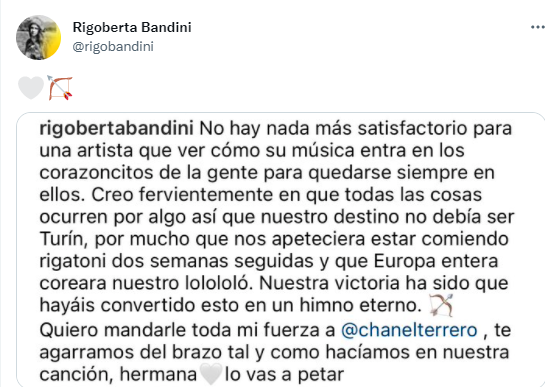 Rigoberta Bandini
@rigobandini
🤍🏹
rigobertabandini No hay nada más satisfactorio para
una artista que ver cómo su música entra en los
corazoncitos de la gente para quedarse siempre en
ellos. Creo fervientemente en que todas las cosas
ocurren por algo así que nuestro destino no debía ser
Turín, por mucho que nos apeteciera estar comiendo
rigatoni dos semanas seguidas y que Europa entera
coreara nuestro lolololó. Nuestra victoria ha sido que
hayáis convertido esto en un himno eterno. 🏹
Quiero mandarle toda mi fuerza a @chanelterrero , te
agarramos del brazo tal y como hacíamos en nuestra
canción, hermana🤍lo vas a petar